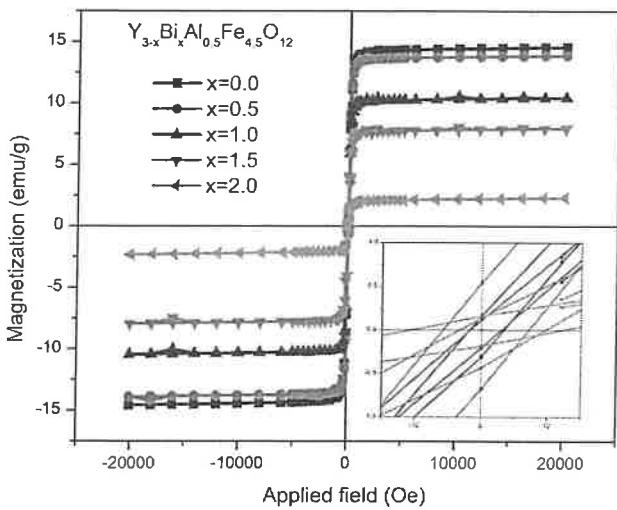 Y3-xBixAl0.5Fe4.5O12
x=0.0
x=0.5
x=1.0
x=1.5
x=2.0
15
10
5
0
-5
-10
-15
Magnetization (emu/g)
-20000
-10000
0
10000
20000
Applied field (Oe)